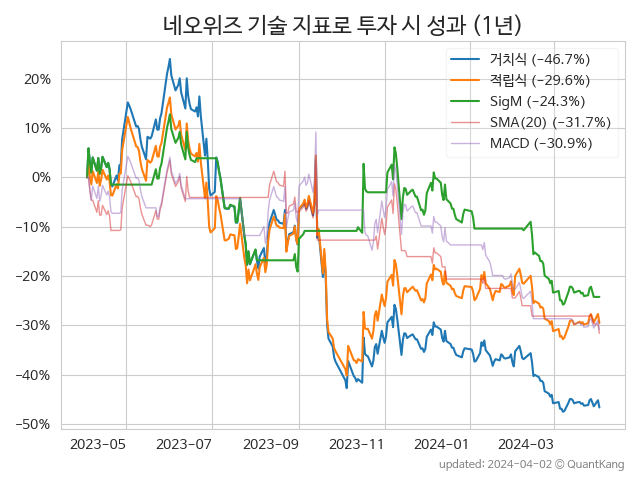 네오위즈 기술 지표로 투자 시 성과 (1년)
거치식 (−46.7%)
적립식 (−29.6%)
SigM (−24.3%)
SMA(20) (−31.7%)
MACD (−30.9%)
20%
10%
0%
−10%
−20%
−30%
−40%
−50%
2023-05 2023-07 2023-09 2023-11 2024-01 2024-03
updated: 2024-04-02 © QuantKang